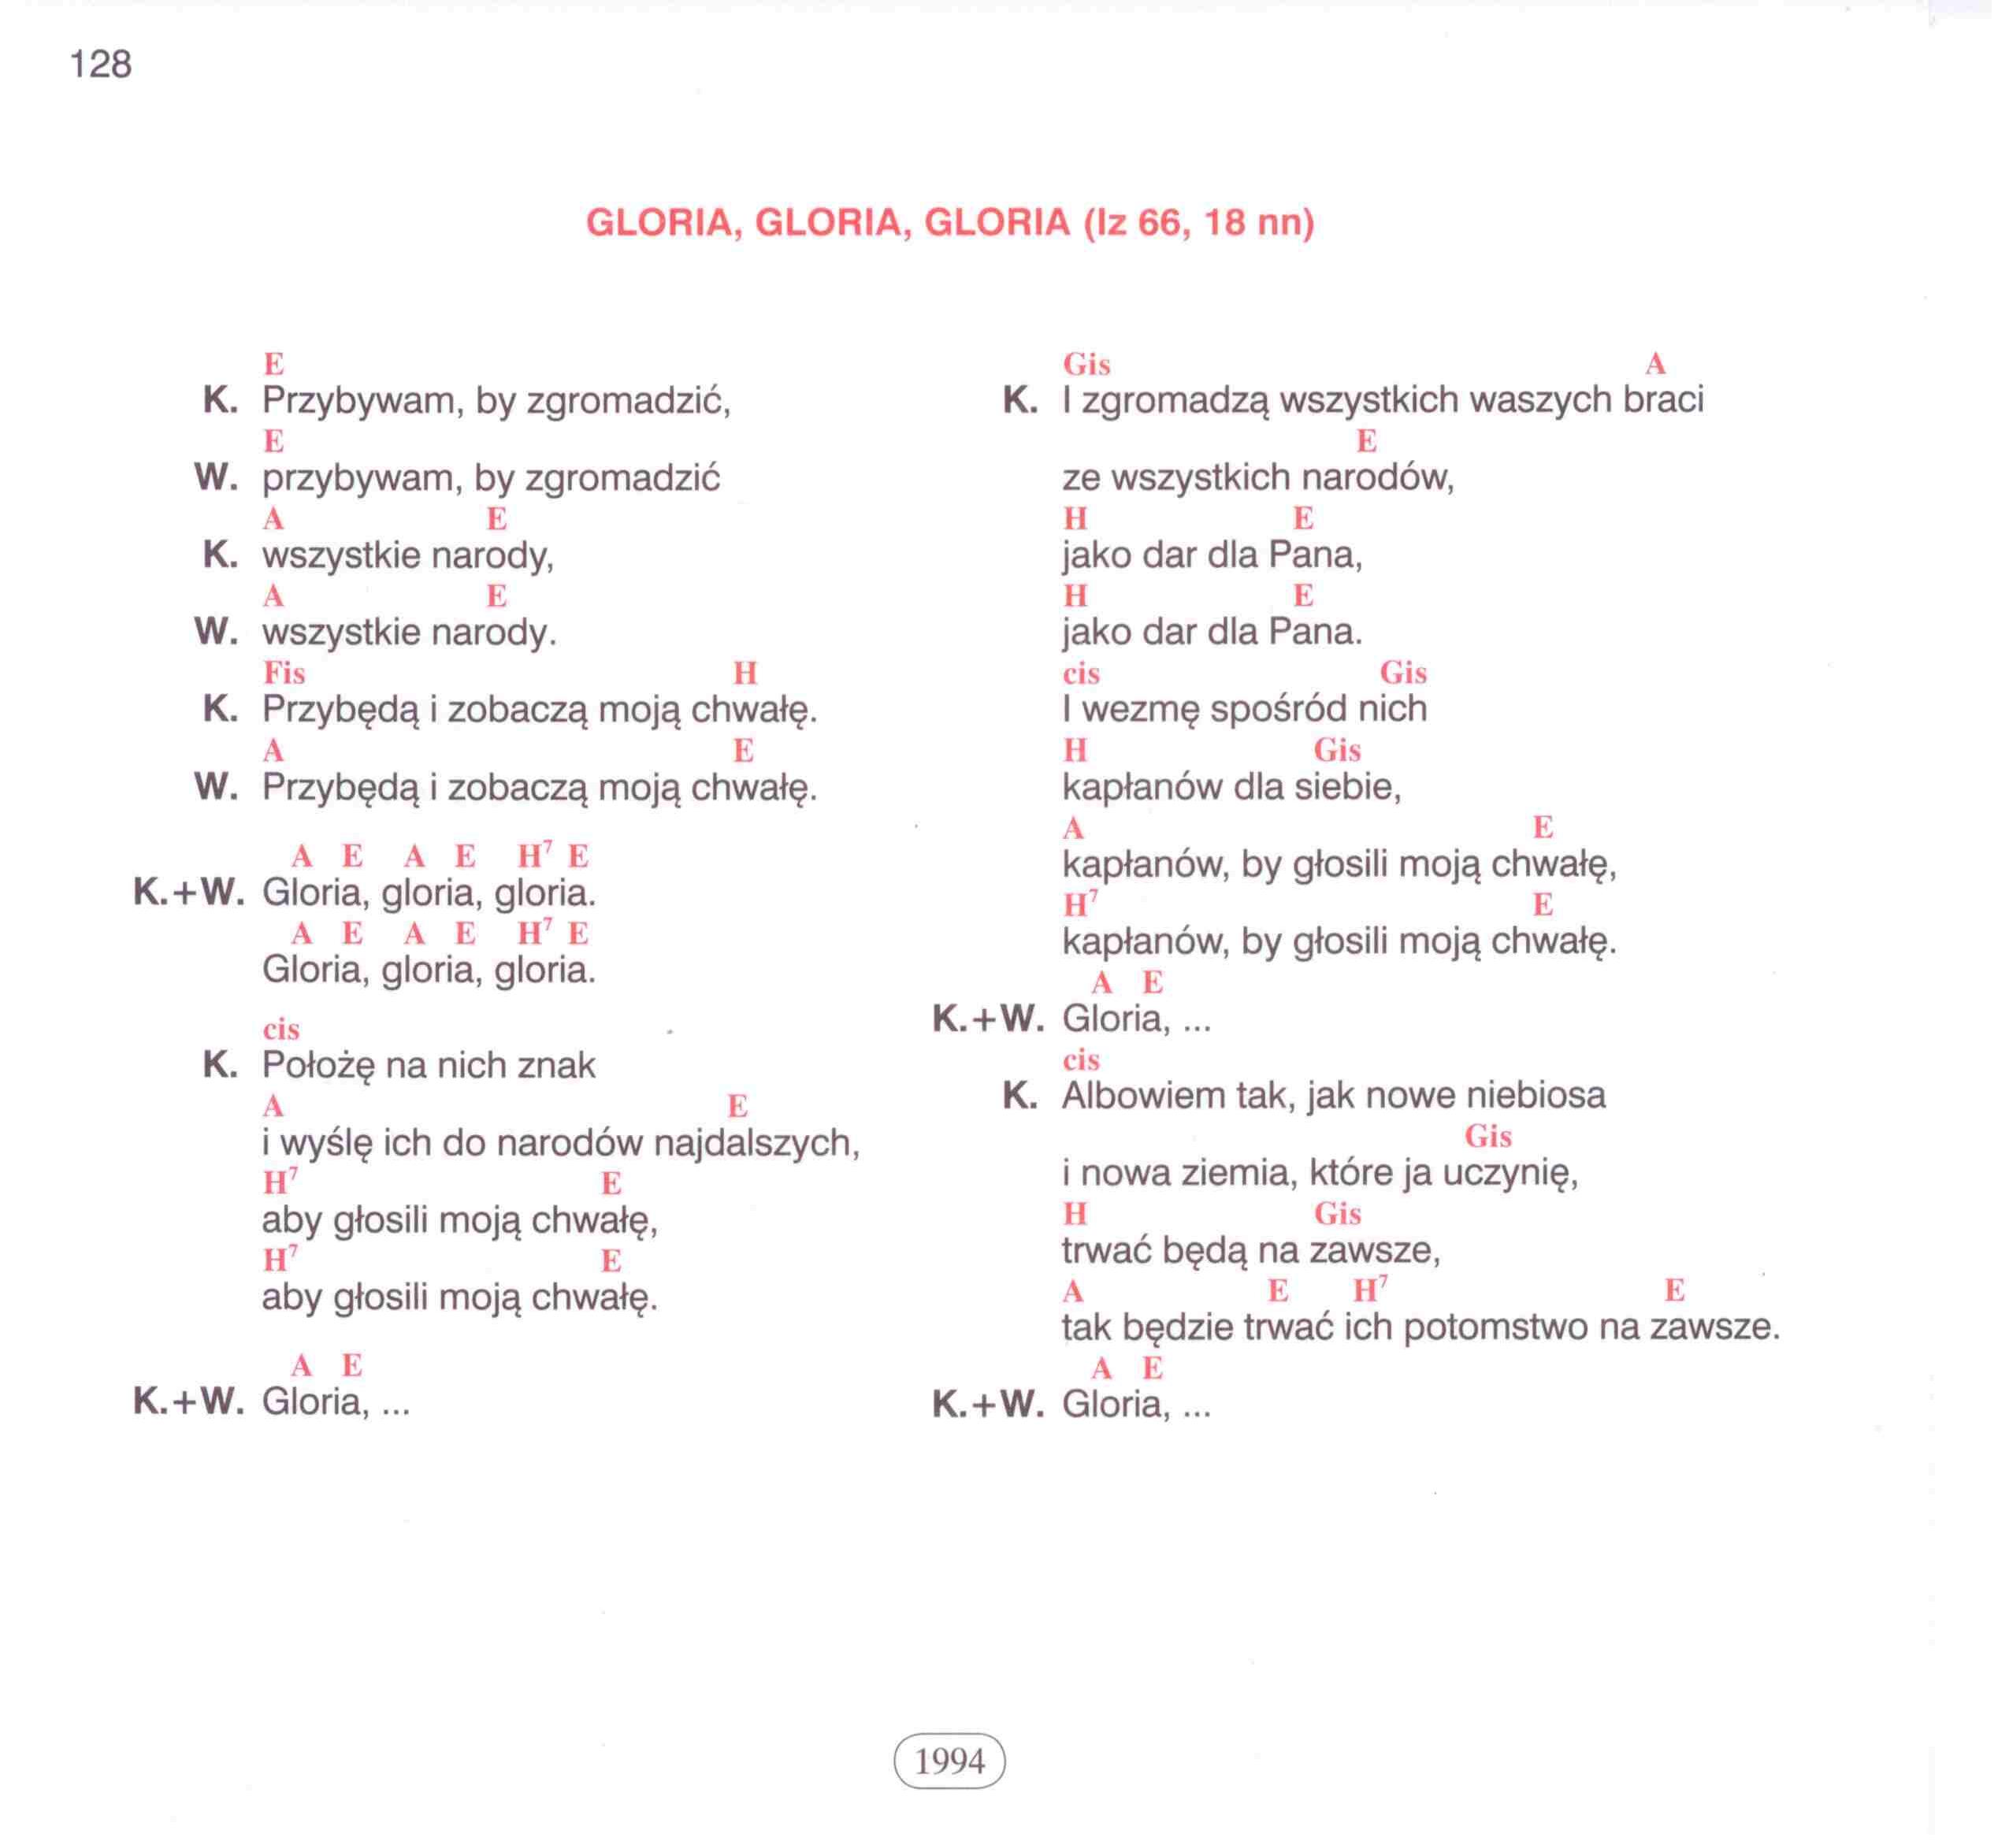 128
GLORIA, GLORIA, GLORIA (Iz 66, 18 nn)
E
K. Przybywam, by zgromadzić,
E
W. przybywam, by zgromadzić
A E
K. wszystkie narody,
A E
W. wszystkie narody.
Fis H
K. Przybędą i zobaczą moją chwałę.
A E
W. Przybędą i zobaczą moją chwałę.
A E A E H7 E
K.+W. Gloria, gloria, gloria.
A E A E H7 E
Gloria, gloria, gloria.
cis
K. Położę na nich znak
A E
i wyślę ich do narodów najdalszych,
H7 E
aby głosili moją chwałę,
H7 E
aby głosili moją chwałę.
A E
K.+W. Gloria, ...
Gis A
K. I zgromadzą wszystkich waszych braci
E
ze wszystkich narodów,
H E
jako dar dla Pana,
H E
jako dar dla Pana.
cis Gis
I wezmę spośród nich
H Gis
kapłanów dla siebie,
A E
kapłanów, by głosili moją chwałę,
H7 E
kapłanów, by głosili moją chwałę.
A E
K.+W. Gloria, ...
cis
K. Albowiem tak, jak nowe niebiosa
Gis
i nowa ziemia, które ja uczynię,
H Gis
trwać będą na zawsze,
A E H7 E
tak będzie trwać ich potomstwo na zawsze.
A E
K.+W. Gloria, ...
1994